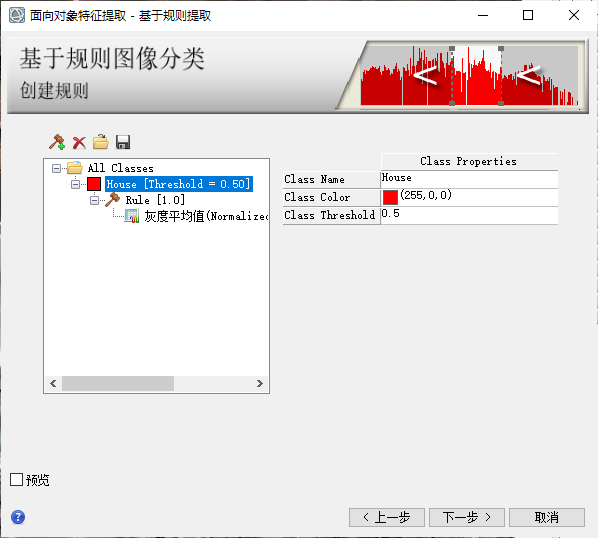 面向对象特征提取 - 基于规则提取
基于规则图像分类
创建规则
All Classes
House [Threshold = 0.50]
Rule [1.0]
灰度平均值(Normalized
Class Properties
Class Name House
Class Color (255,0,0)
Class Threshold 0.5
预览
< 上一步 下一步 > 取消